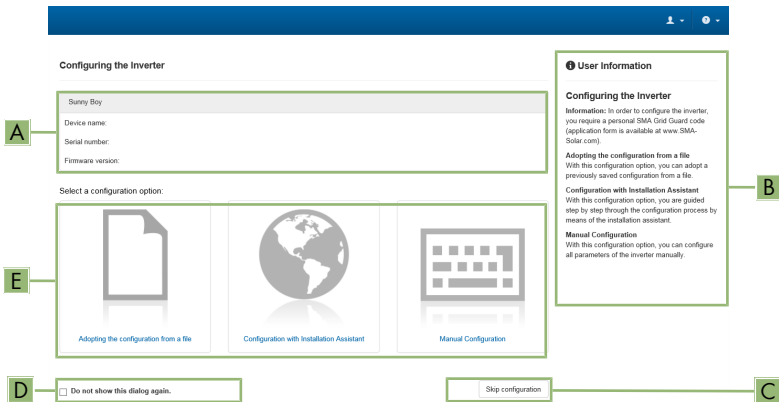 Configuring the Inverter
Sunny Boy
Device name:
Serial number:
Firmware version:
A
Select a configuration option:
E
Adopting the configuration from a file
Configuration with Installation Assistant
Manual Configuration
D
Do not show this dialog again.
Skip configuration
C
User Information
Configuring the Inverter
Information: In order to configure the inverter,
you require a personal SMA Grid Guard code
(application form is available at www.SMA-
Solar.com).
Adopting the configuration from a file
With this configuration option, you can adopt a
previously saved configuration from a file.
Configuration with Installation Assistant
With this configuration option, you are guided
step by step through the configuration process by
means of the installation assistant.
Manual Configuration
With this configuration option, you can configure
all parameters of the inverter manually.
B